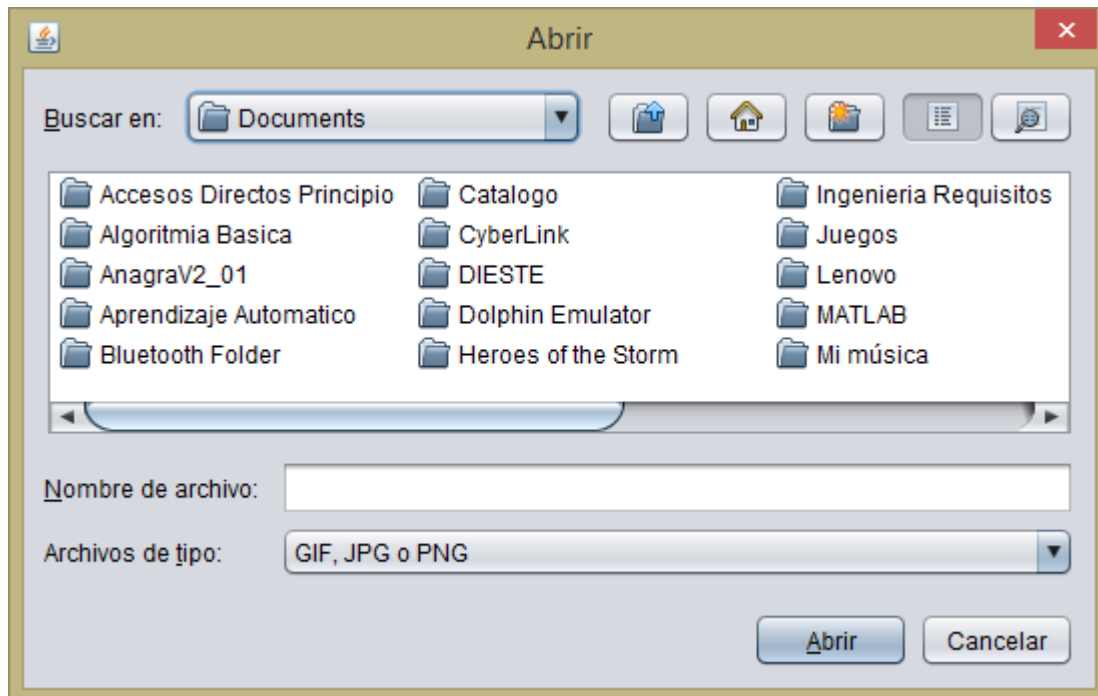 Abrir
Buscar en: Documents
Accesos Directos Principio Catalogo Ingenieria Requisitos
Algoritmia Basica CyberLink Juegos
AnagraV2_01 DIESTE Lenovo
Aprendizaje Automatico Dolphin Emulator MATLAB
Bluetooth Folder Heroes of the Storm Mi música
Nombre de archivo:
Archivos de tipo: GIF, JPG o PNG
Abrir Cancelar